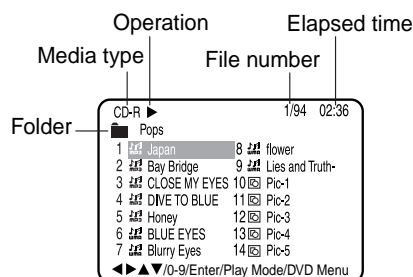 Operation
Elapsed time
Media type
File number
CD-R ▶ 1/94 02:36
Folder
Pops
1 Japan 8 flower
2 Bay Bridge 9 Lies and Truth-
3 CLOSE MY EYES 10 Pic-1
4 DIVE TO BLUE 11 Pic-2
5 Honey 12 Pic-3
6 BLUE EYES 13 Pic-4
7 Blurry Eyes 14 Pic-5
◀▶▲▼/0-9/Enter/Play Mode/DVD Menu